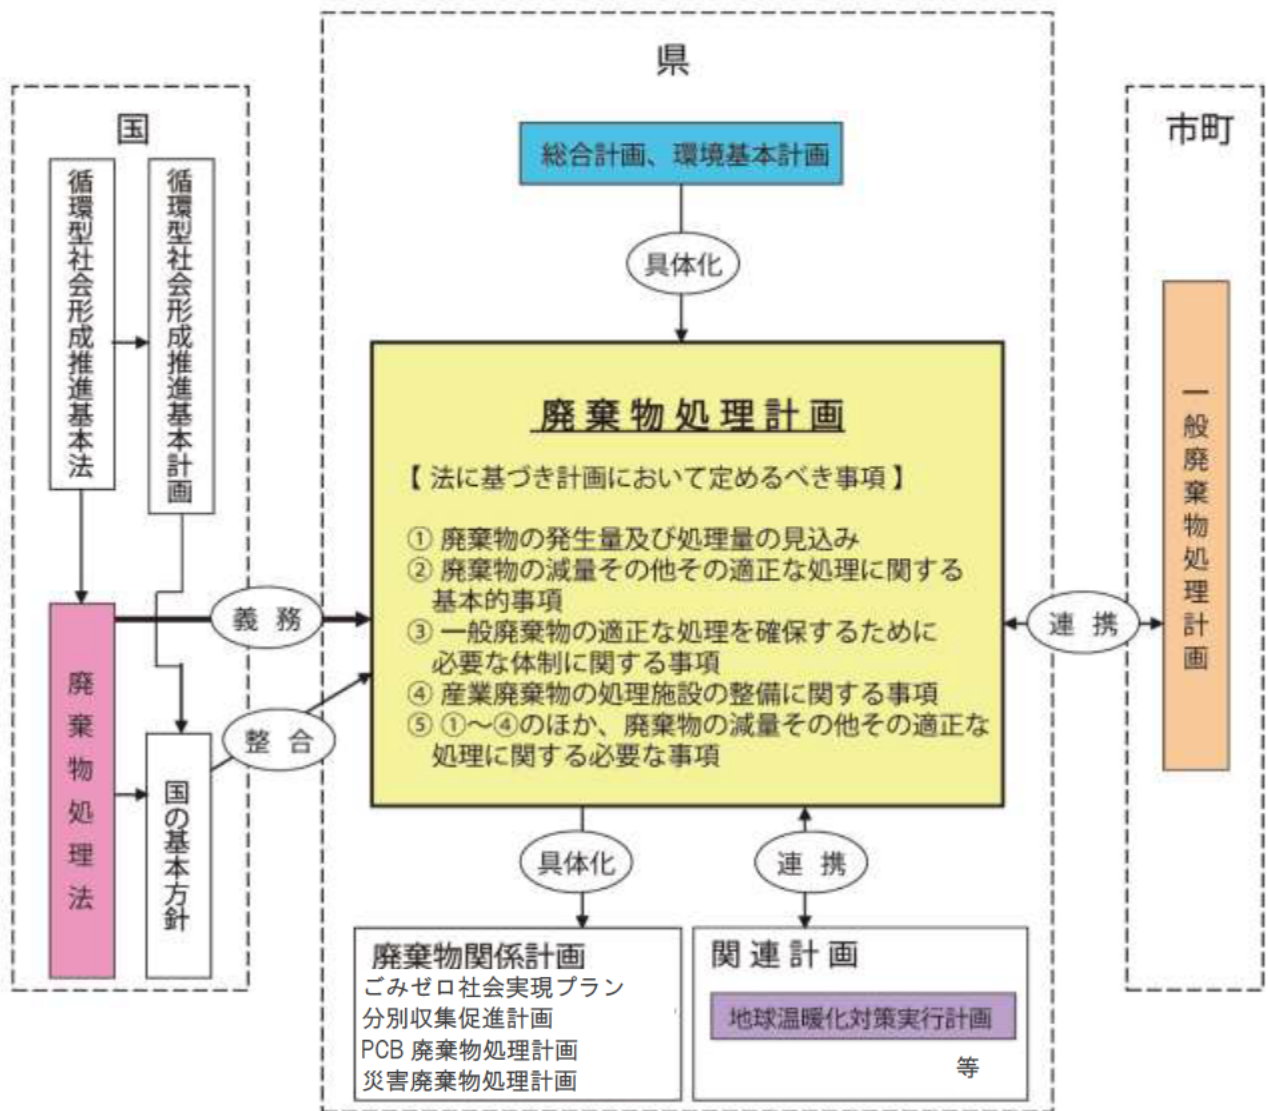 国
循環型社会形成推進基本法
循環型社会形成推進基本計画
廃棄物処理法
国の基本方針
義務
整合
県
総合計画、環境基本計画
具体化
廃棄物処理計画
【法に基づき計画において定めるべき事項】
① 廃棄物の発生量及び処理量の見込み
② 廃棄物の減量その他その適正な処理に関する
基本的事項
③ 一般廃棄物の適正な処理を確保するために
必要な体制に関する事項
④ 産業廃棄物の処理施設の整備に関する事項
⑤ ①～④のほか、廃棄物の減量その他その適正な
処理に関する必要な事項
具体化
連携
廃棄物関係計画
ごみゼロ社会実現プラン
分別収集促進計画
PCB 廃棄物処理計画
災害廃棄物処理計画
関連計画
地球温暖化対策実行計画
等
連携
市町
一般廃棄物処理計画